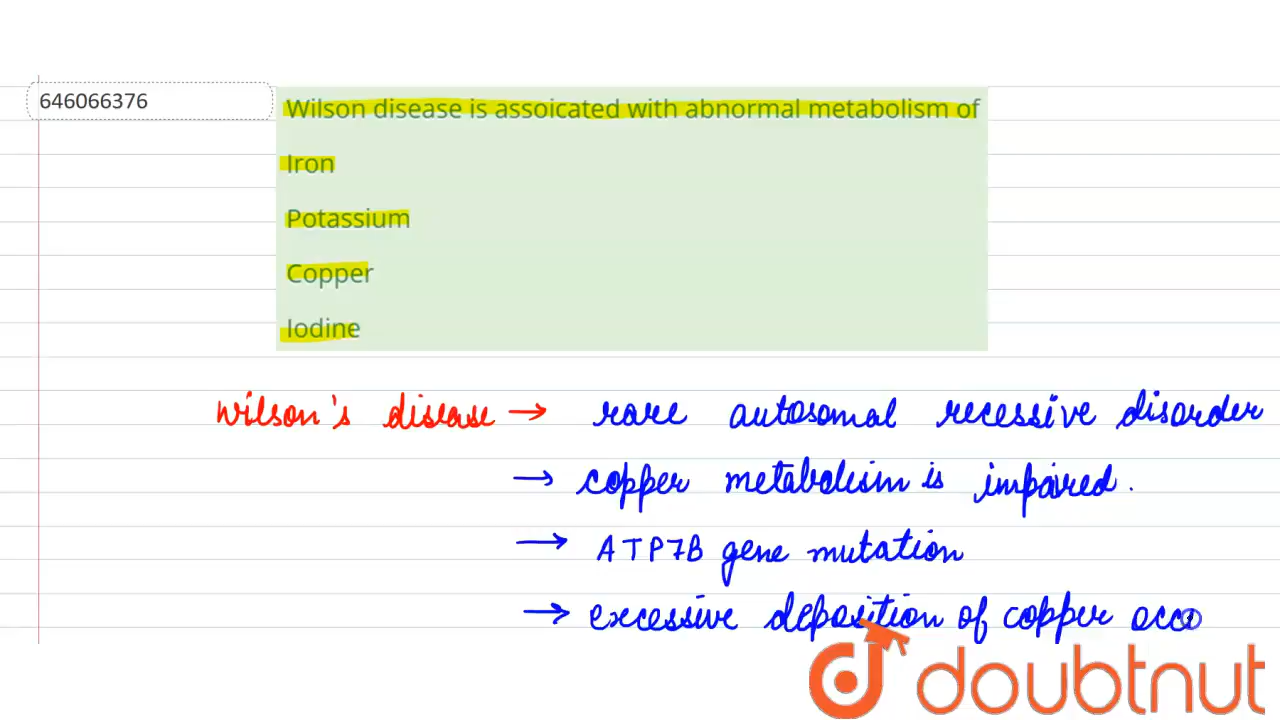 646066376
Wilson disease is assoicated with abnormal metabolism of
Iron
Potassium
Copper
Iodine
Wilson's disease → rare autosomal recessive disorder
→ copper metabolism is impaired.
→ ATP7B gene mutation
→ excessive deposition of copper occ
doubtnut